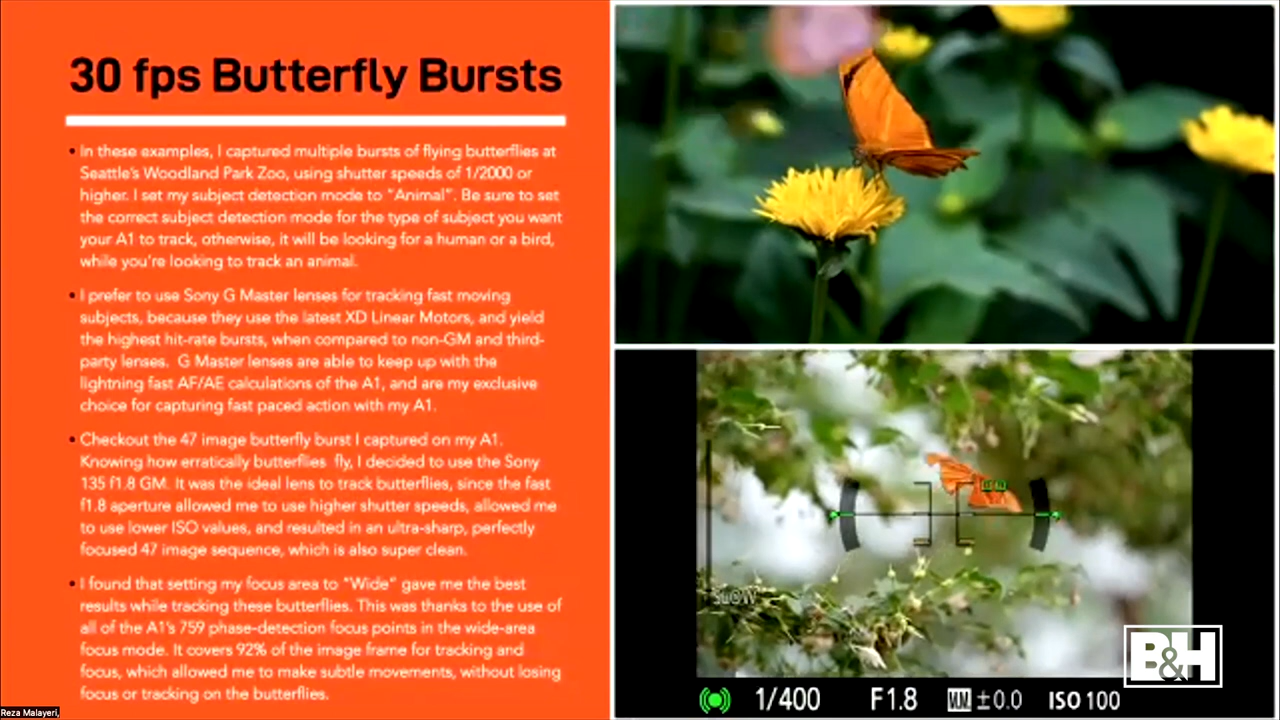 30 fps Butterfly Bursts
• In these examples, I captured multiple bursts of flying butterflies at
Seattle's Woodland Park Zoo, using shutter speeds of 1/2000 or
higher. I set my subject detection mode to "Animal". Be sure to set
the correct subject detection mode for the type of subject you want
your A1 to track, otherwise, it will be looking for a human or a bird,
while you're looking to track an animal.
• I prefer to use Sony G Master lenses for tracking fast moving
subjects, because they use the latest XD Linear Motors, and yield
the highest hit-rate bursts, when compared to non-GM and third-
party lenses. G Master lenses are able to keep up with the
lightning fast AF/AE calculations of the A1, and are my exclusive
choice for capturing fast paced action with my A1.
• Checkout the 47 image butterfly burst I captured on my A1.
Knowing how erratically butterflies fly, I decided to use the Sony
135 f1.8 GM. It was the ideal lens to track butterflies, since the fast
f1.8 aperture allowed me to use higher shutter speeds, allowed me
to use lower ISO values, and resulted in an ultra-sharp, perfectly
focused 47 image sequence, which is also super clean.
• I found that setting my focus area to "Wide" gave me the best
results while tracking these butterflies. This was thanks to the use of
all of the A1's 759 phase-detection focus points in the wide-area
focus mode. It covers 92% of the image frame for tracking and
focus, which allowed me to make subtle movements, without losing
focus or tracking on the butterflies.
Reza Malayeri,
SLOW
1/400 F1.8 M.M. ±0.0 ISO 100
B&H